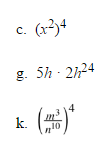 c. (x²)⁴
g. 5h · 2h²⁴
k. (m³/n¹⁰)⁴